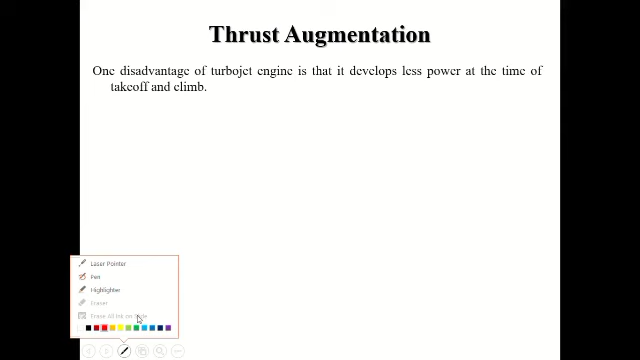 Thrust Augmentation
One disadvantage of turbojet engine is that it develops less power at the time of
takeoff and climb.
Laser Pointer
Pen
Highlighter
Eraser
Erase All Ink on Slide